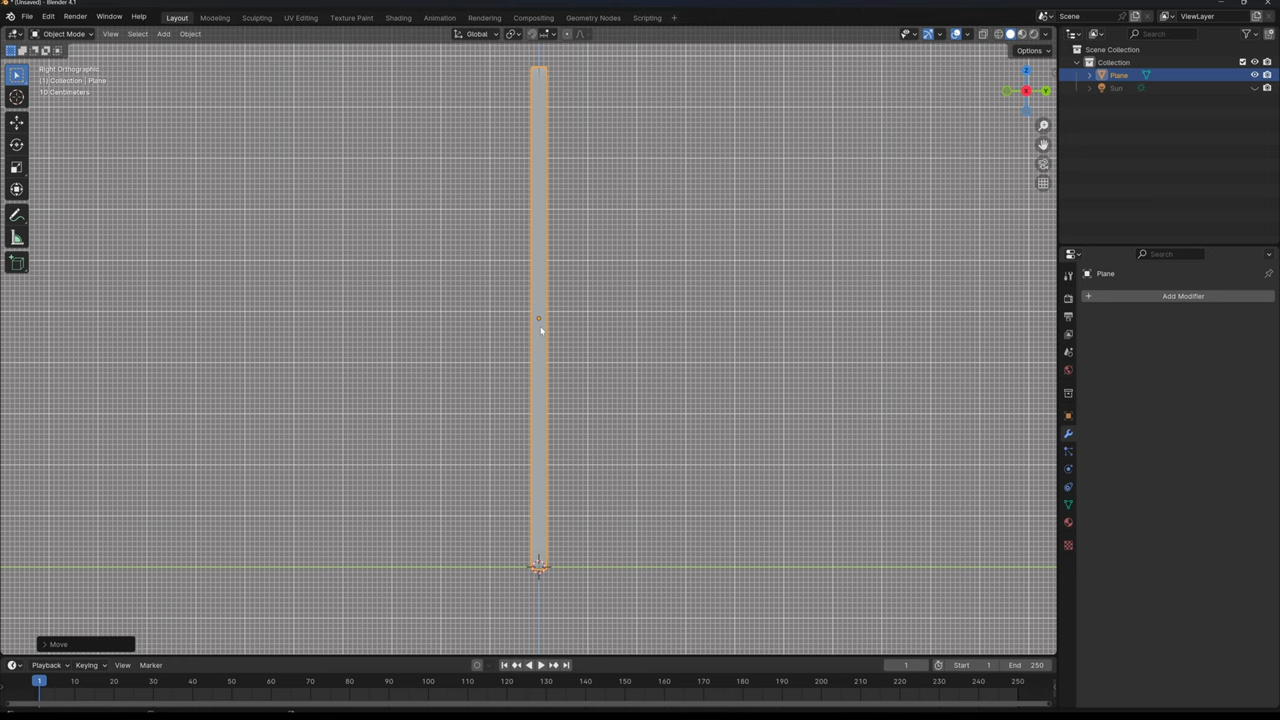 * (Unsaved) - Blender 4.1
File Edit Render Window Help Layout Modeling Sculpting UV Editing Texture Paint Shading Animation Rendering Compositing Geometry Nodes Scripting + Scene ViewLayer
Object Mode View Select Add Object Global Search
Options
Right Orthographic
(1) Collection | Plane
10 Centimeters
Z
X
Y
Scene Collection
Collection
Plane
Sun
Search
Plane
+ Add Modifier
> Move
Playback Keying View Marker 1 Start 1 End 250
1 10 20 30 40 50 60 70 80 90 100 110 120 130 140 150 160 170 180 190 200 210 220 230 240 250